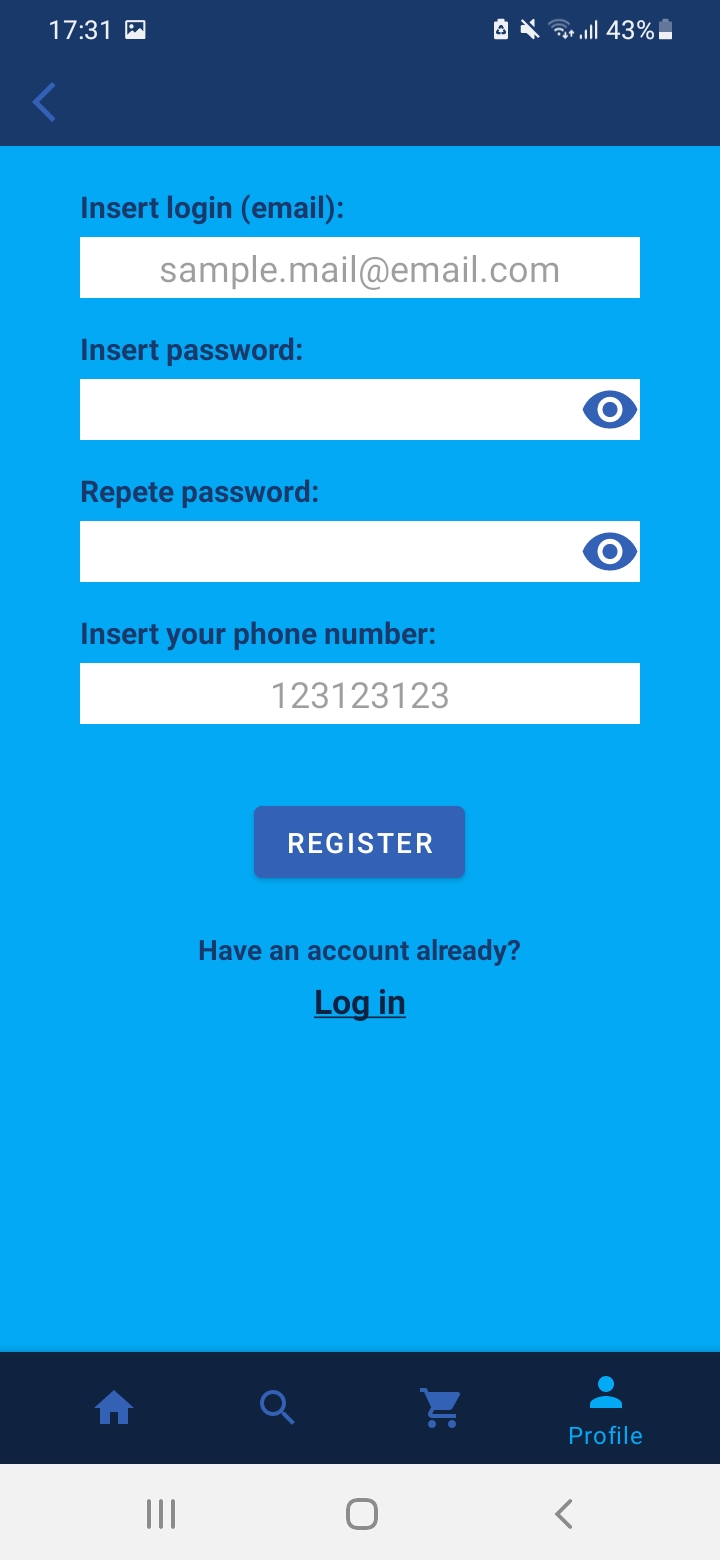 17:31 43%
Insert login (email):
sample.mail@email.com
Insert password:
Repete password:
Insert your phone number:
123123123
REGISTER
Have an account already?
Log in
Profile